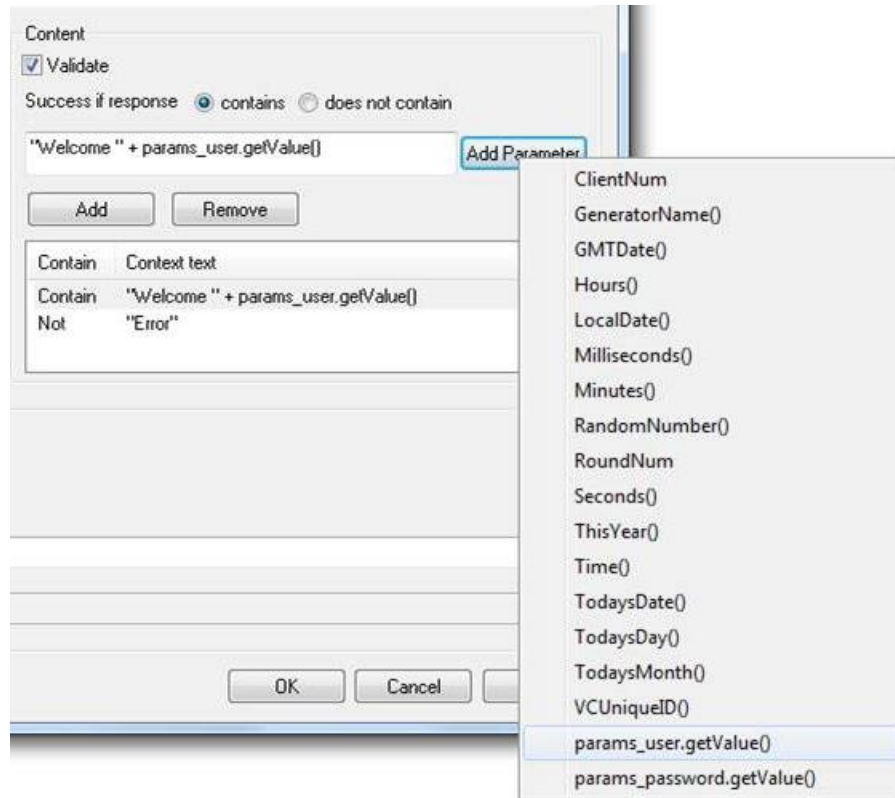 Content
Validate
Success if response contains does not contain
"Welcome " + params_user.getValue()
Add Parameter
Add Remove
Contain Context text
Contain "Welcome " + params_user.getValue()
Not "Error"
OK Cancel
ClientNum
GeneratorName()
GMTDate()
Hours()
LocalDate()
Milliseconds()
Minutes()
RandomNumber()
RoundNum
Seconds()
ThisYear()
Time()
TodaysDate()
TodaysDay()
TodaysMonth()
VCUniqueID()
params_user.getValue()
params_password.getValue()